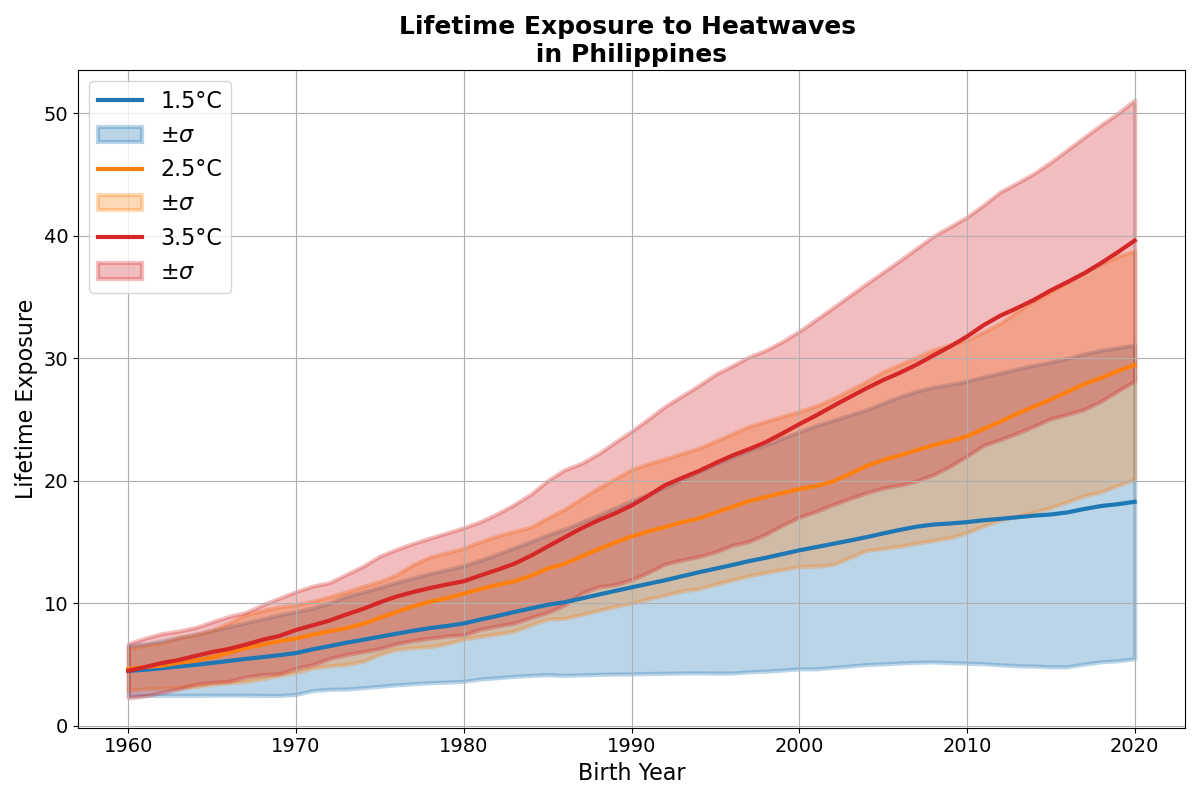 Lifetime Exposure to Heatwaves
in Philippines
1.5°C
±σ
2.5°C
±σ
3.5°C
±σ
Lifetime Exposure
50
40
30
20
10
0
1960 1970 1980 1990 2000 2010 2020
Birth Year